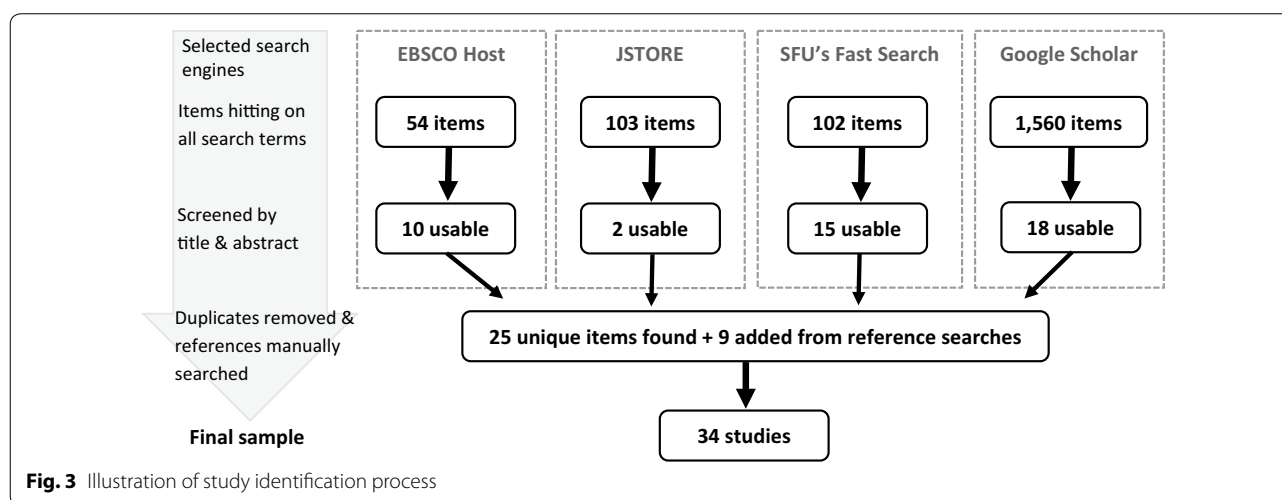 Selected search
engines
EBSCO Host
JSTORE
SFU's Fast Search
Google Scholar
Items hitting on
all search terms
54 items
103 items
102 items
1,560 items
Screened by
title & abstract
10 usable
2 usable
15 usable
18 usable
Duplicates removed &
references manually
searched
25 unique items found + 9 added from reference searches
Final sample
34 studies
Fig. 3 Illustration of study identification process